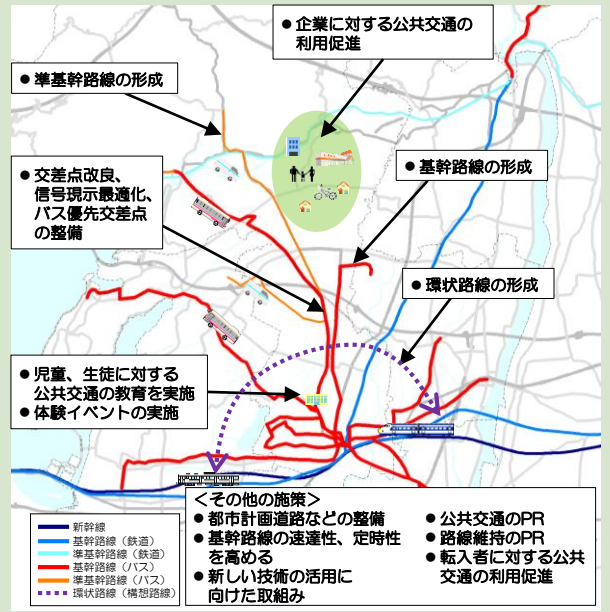 ● 企業に対する公共交通の
利用促進
● 準基幹路線の形成
● 交差点改良、
信号現示最適化、
バス優先交差点
の整備
● 基幹路線の形成
● 環状路線の形成
● 児童、生徒に対する
公共交通の教育を実施
● 体験イベントの実施
＜その他の施策＞
● 都市計画道路などの整備
● 基幹路線の速達性、定時性
を高める
● 新しい技術の活用に
向けた取組み
● 公共交通のPR
● 路線維持のPR
● 転入者に対する公共
交通の利用促進
新幹線
基幹路線（鉄道）
準基幹路線（鉄道）
基幹路線（バス）
準基幹路線（バス）
環状路線（構想路線）